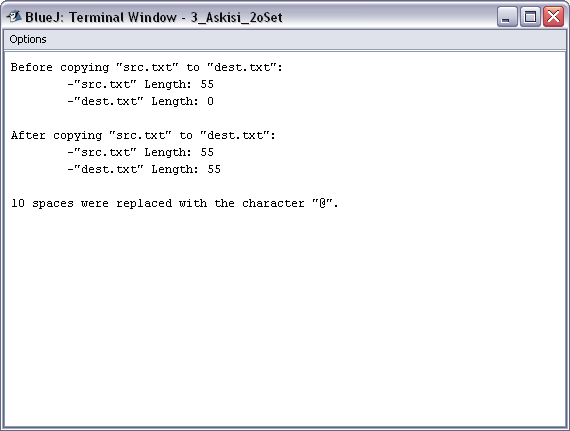 BlueJ: Terminal Window - 3_Askisi_2oSet
Options
Before copying "src.txt" to "dest.txt":
-"src.txt" Length: 55
-"dest.txt" Length: 0
After copying "src.txt" to "dest.txt":
-"src.txt" Length: 55
-"dest.txt" Length: 55
10 spaces were replaced with the character "@".